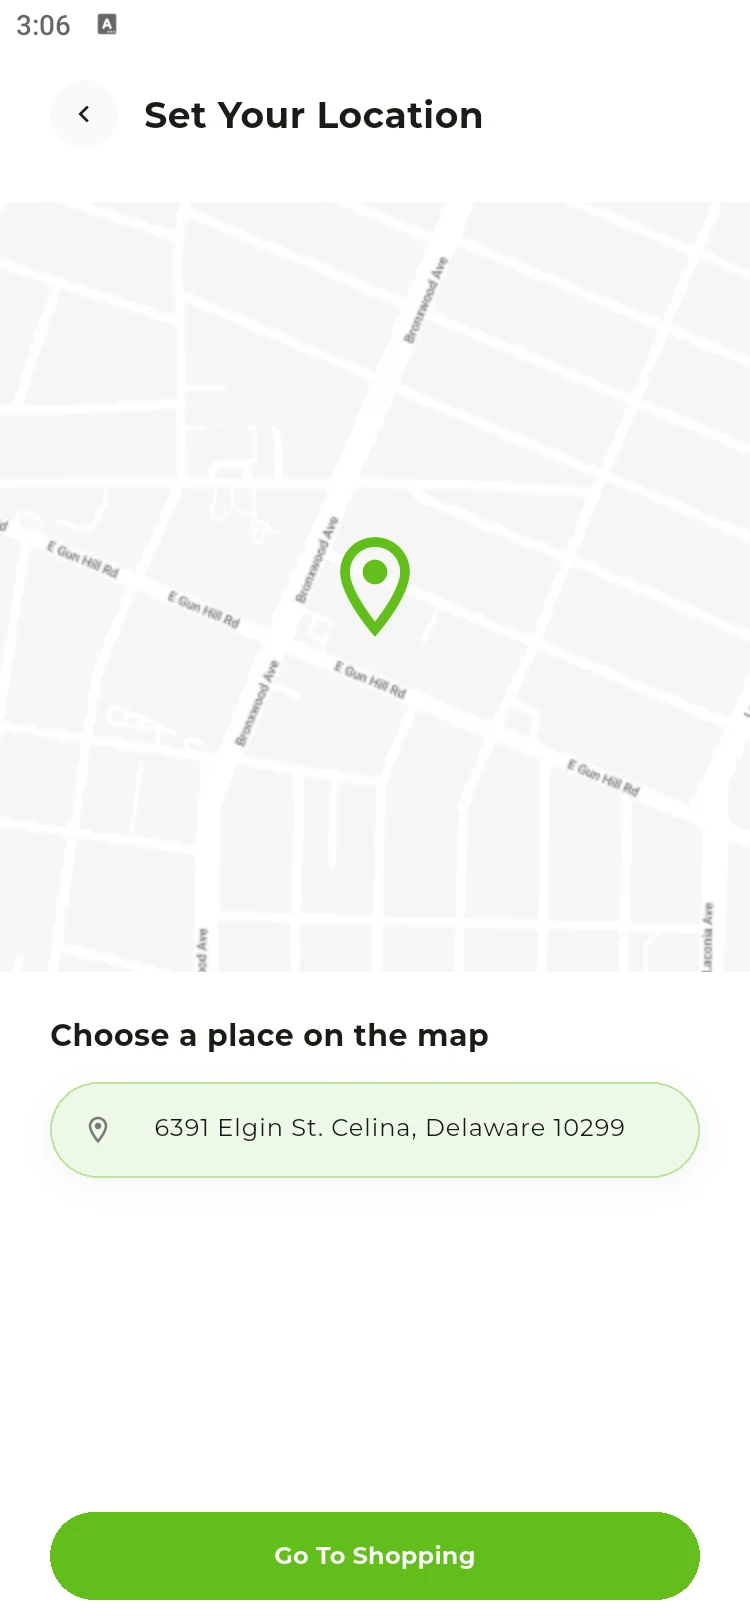 3:06
A
Set Your Location
Bronxwood Ave
Bronxwood Ave
E Gun Hill Rd
E Gun Hill Rd
E Gun Hill Rd
Bronxwood Ave
E Gun Hill Rd
Laconia Ave
Ave
Choose a place on the map
6391 Elgin St. Celina, Delaware 10299
Go To Shopping